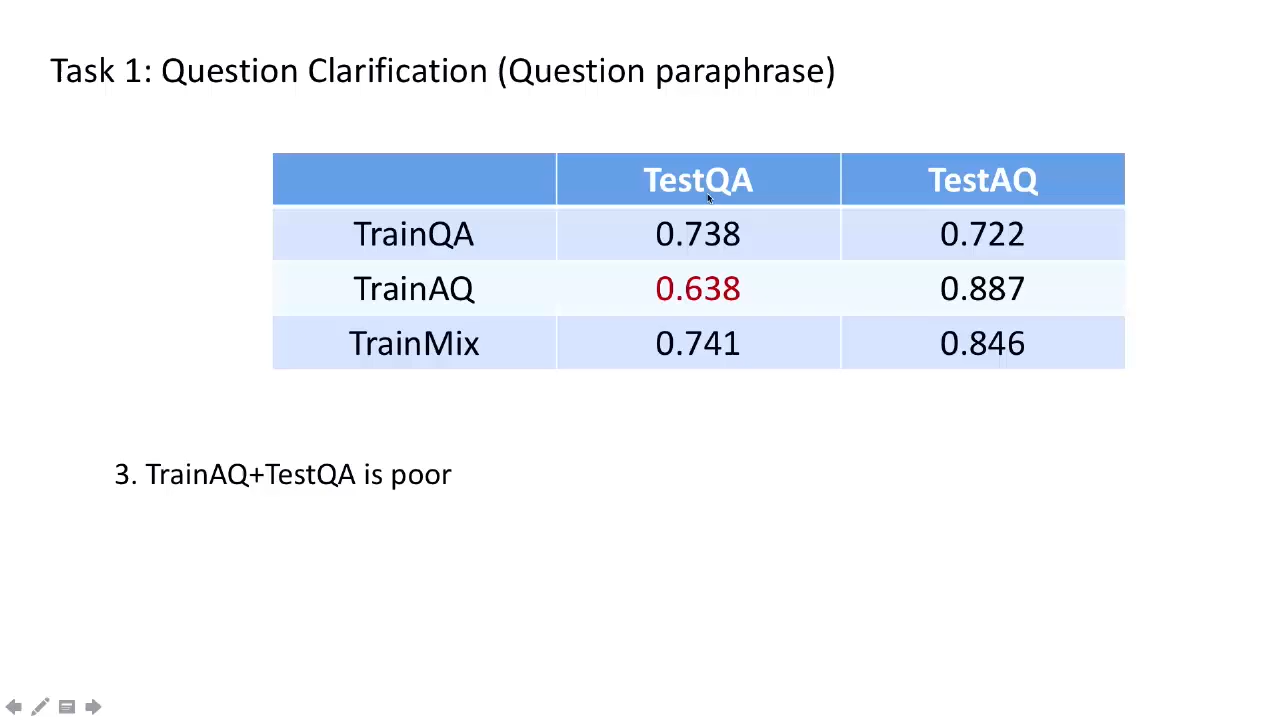 Task 1: Question Clarification (Question paraphrase)
TestQA TestAQ
TrainQA 0.738 0.722
TrainAQ 0.638 0.887
TrainMix 0.741 0.846
3. TrainAQ+TestQA is poor